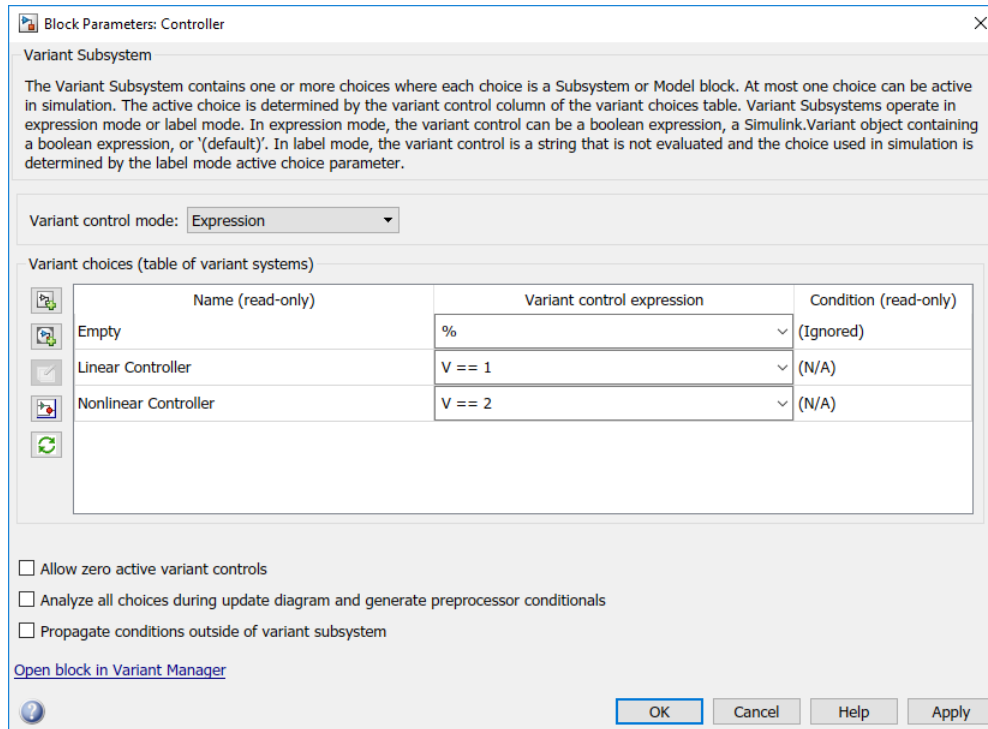 Block Parameters: Controller
Variant Subsystem
The Variant Subsystem contains one or more choices where each choice is a Subsystem or Model block. At most one choice can be active
in simulation. The active choice is determined by the variant control column of the variant choices table. Variant Subsystems operate in
expression mode or label mode. In expression mode, the variant control can be a boolean expression, a Simulink.Variant object containing
a boolean expression, or '(default)'. In label mode, the variant control is a string that is not evaluated and the choice used in simulation is
determined by the label mode active choice parameter.
Variant control mode: Expression
Variant choices (table of variant systems)
Name (read-only) Variant control expression Condition (read-only)
Empty % (Ignored)
Linear Controller V == 1 (N/A)
Nonlinear Controller V == 2 (N/A)
Allow zero active variant controls
Analyze all choices during update diagram and generate preprocessor conditionals
Propagate conditions outside of variant subsystem
Open block in Variant Manager
? OK Cancel Help Apply